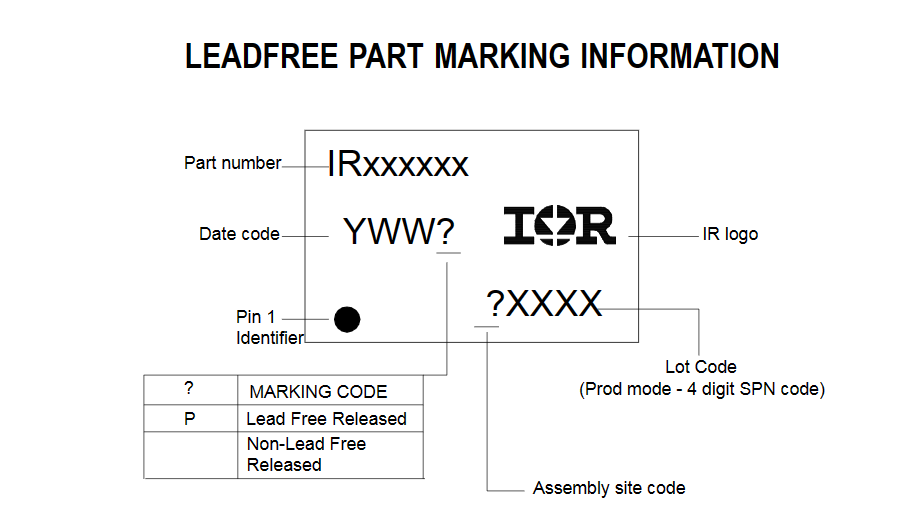 LEADFREE PART MARKING INFORMATION
Part number
IRxxxxxx
Date code
YWW?
IOR
IR logo
Pin 1
Identifier
?XXXX
Lot Code
(Prod mode - 4 digit SPN code)
? MARKING CODE
P Lead Free Released
Non-Lead Free
Released
Assembly site code